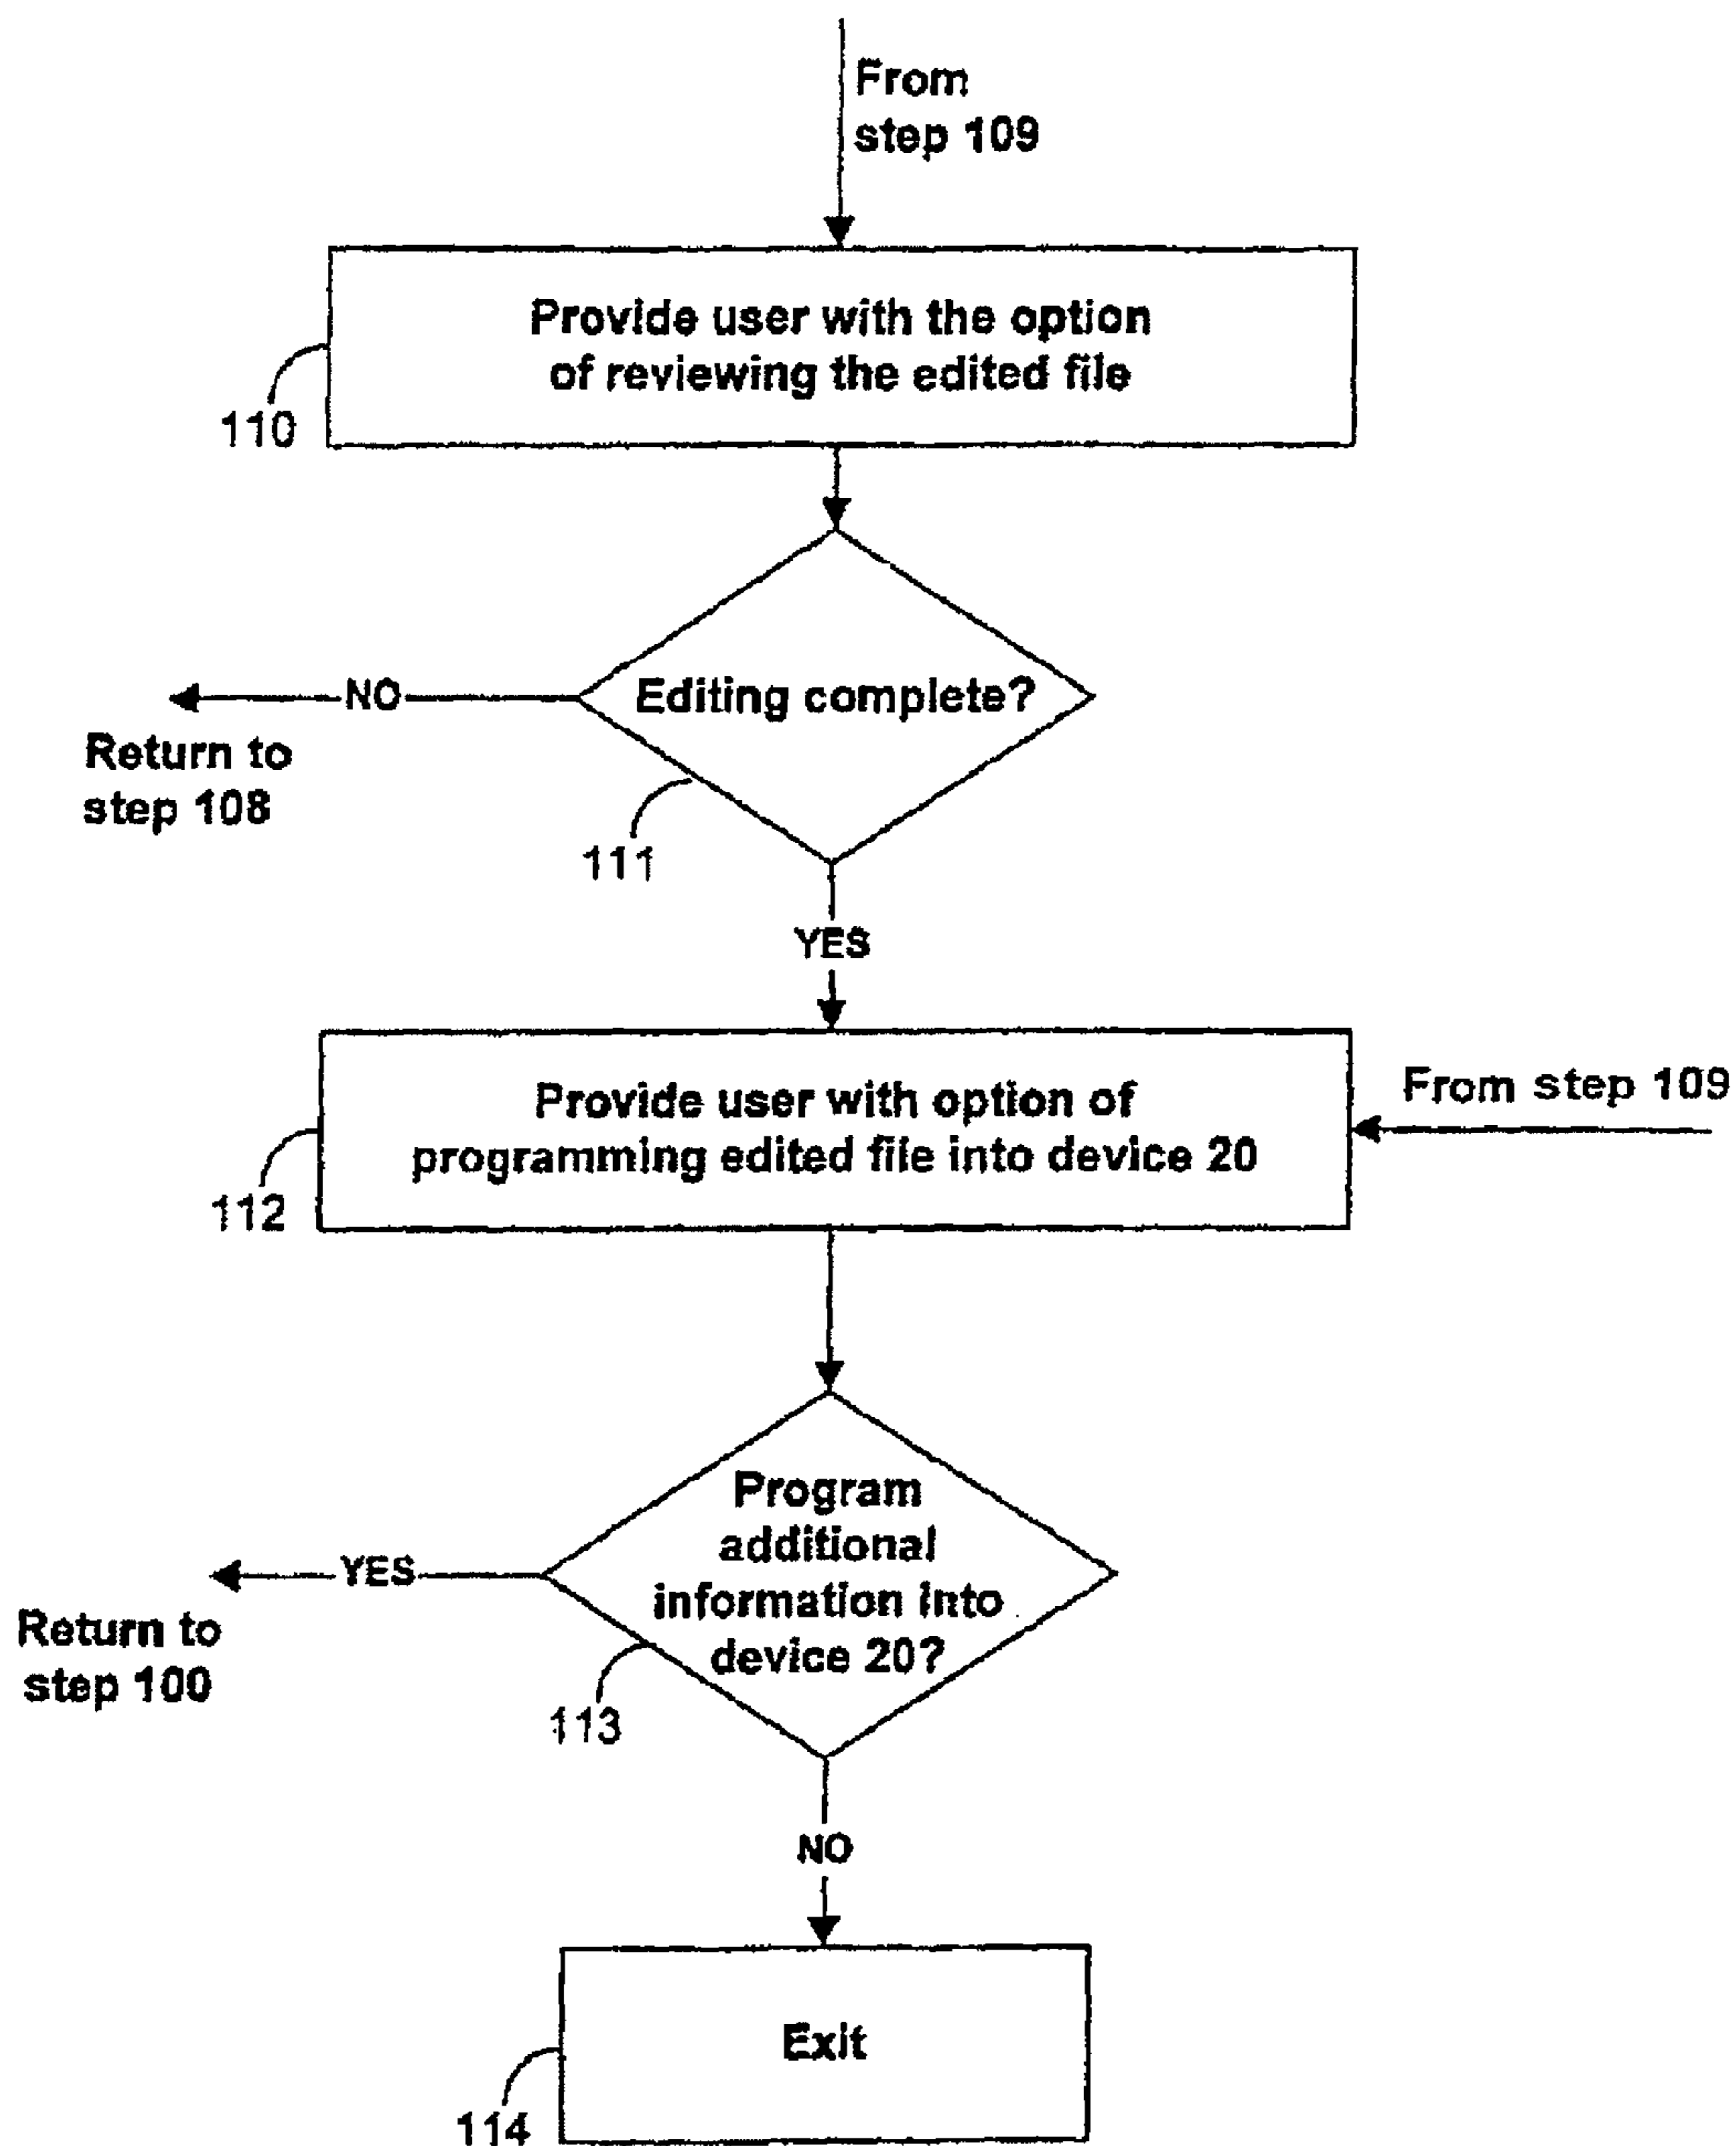 From
step 109
Provide user with the option
of reviewing the edited file
110
Editing complete?
NO
Return to
step 108
111
YES
Provide user with option of
programming edited file into device 20
From step 109
112
Program
additional
information into
device 20?
YES
Return to
step 100
113
NO
Exit
114